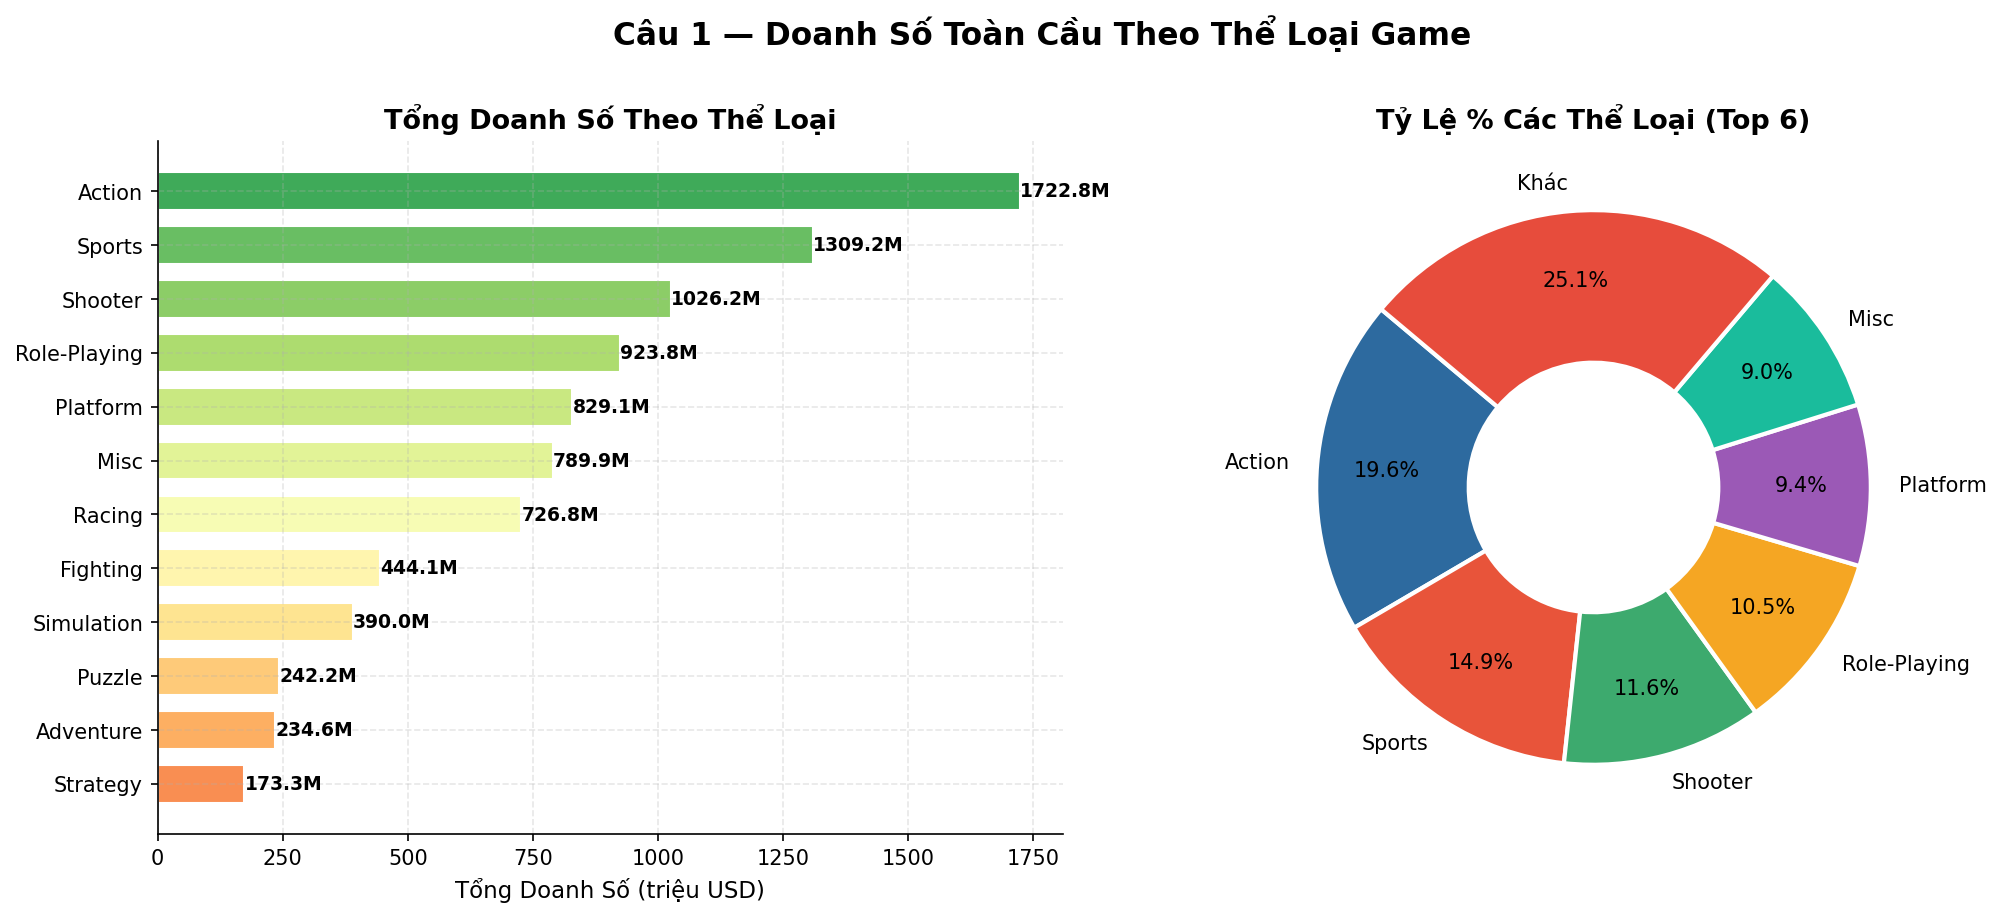 Câu 1 — Doanh Số Toàn Cầu Theo Thể Loại Game
Tổng Doanh Số Theo Thể Loại
Action
1722.8M
Sports
1309.2M
Shooter
1026.2M
Role-Playing
923.8M
Platform
829.1M
Misc
789.9M
Racing
726.8M
Fighting
444.1M
Simulation
390.0M
Puzzle
242.2M
Adventure
234.6M
Strategy
173.3M
0 250 500 750 1000 1250 1500 1750
Tổng Doanh Số (triệu USD)
Tỷ Lệ % Các Thể Loại (Top 6)
Khác
25.1%
Misc
9.0%
Action
19.6%
Platform
9.4%
Role-Playing
10.5%
Sports
14.9%
Shooter
11.6%